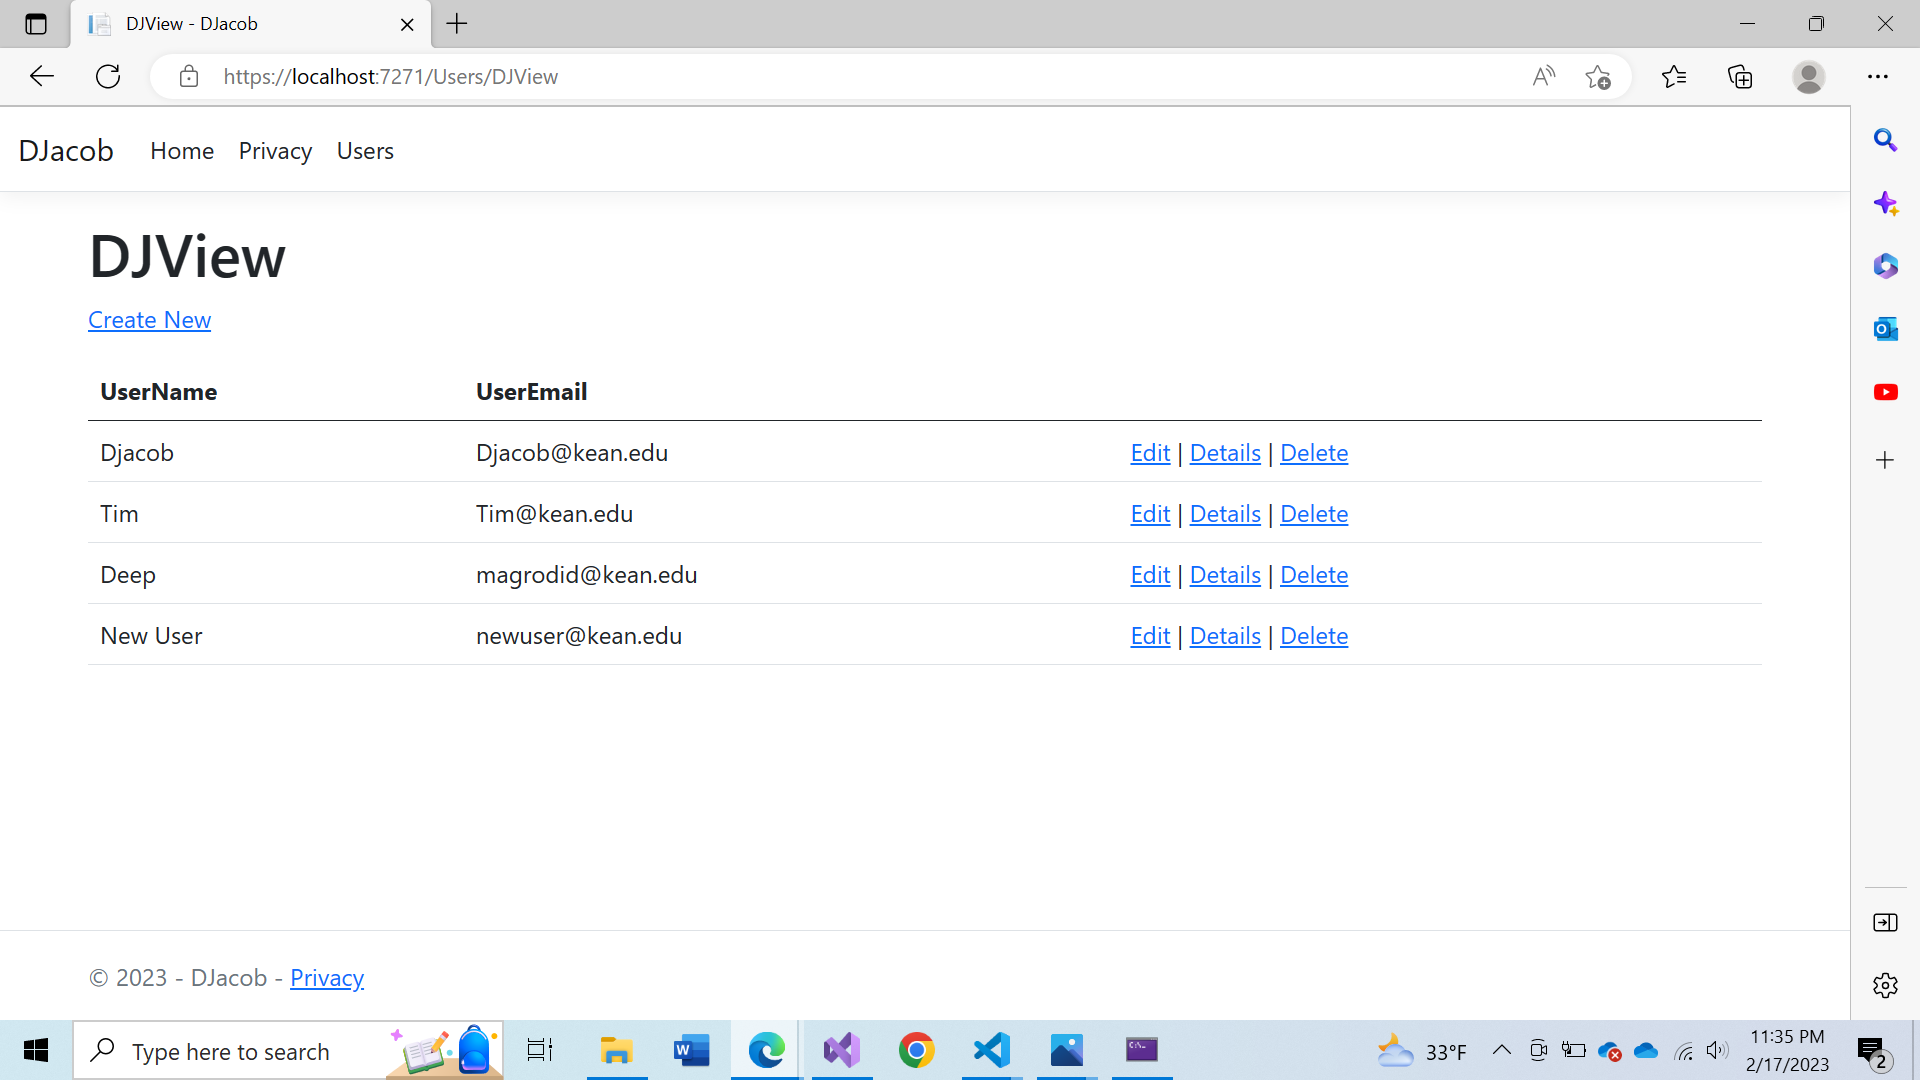 DJView - DJacob
https://localhost:7271/Users/DJView
DJacob Home Privacy Users
DJView
Create New
UserName UserEmail
Djacob Djacob@kean.edu Edit | Details | Delete
Tim Tim@kean.edu Edit | Details | Delete
Deep magrodid@kean.edu Edit | Details | Delete
New User newuser@kean.edu Edit | Details | Delete
© 2023 - DJacob - Privacy
Type here to search
33°F
11:35 PM
2/17/2023
2